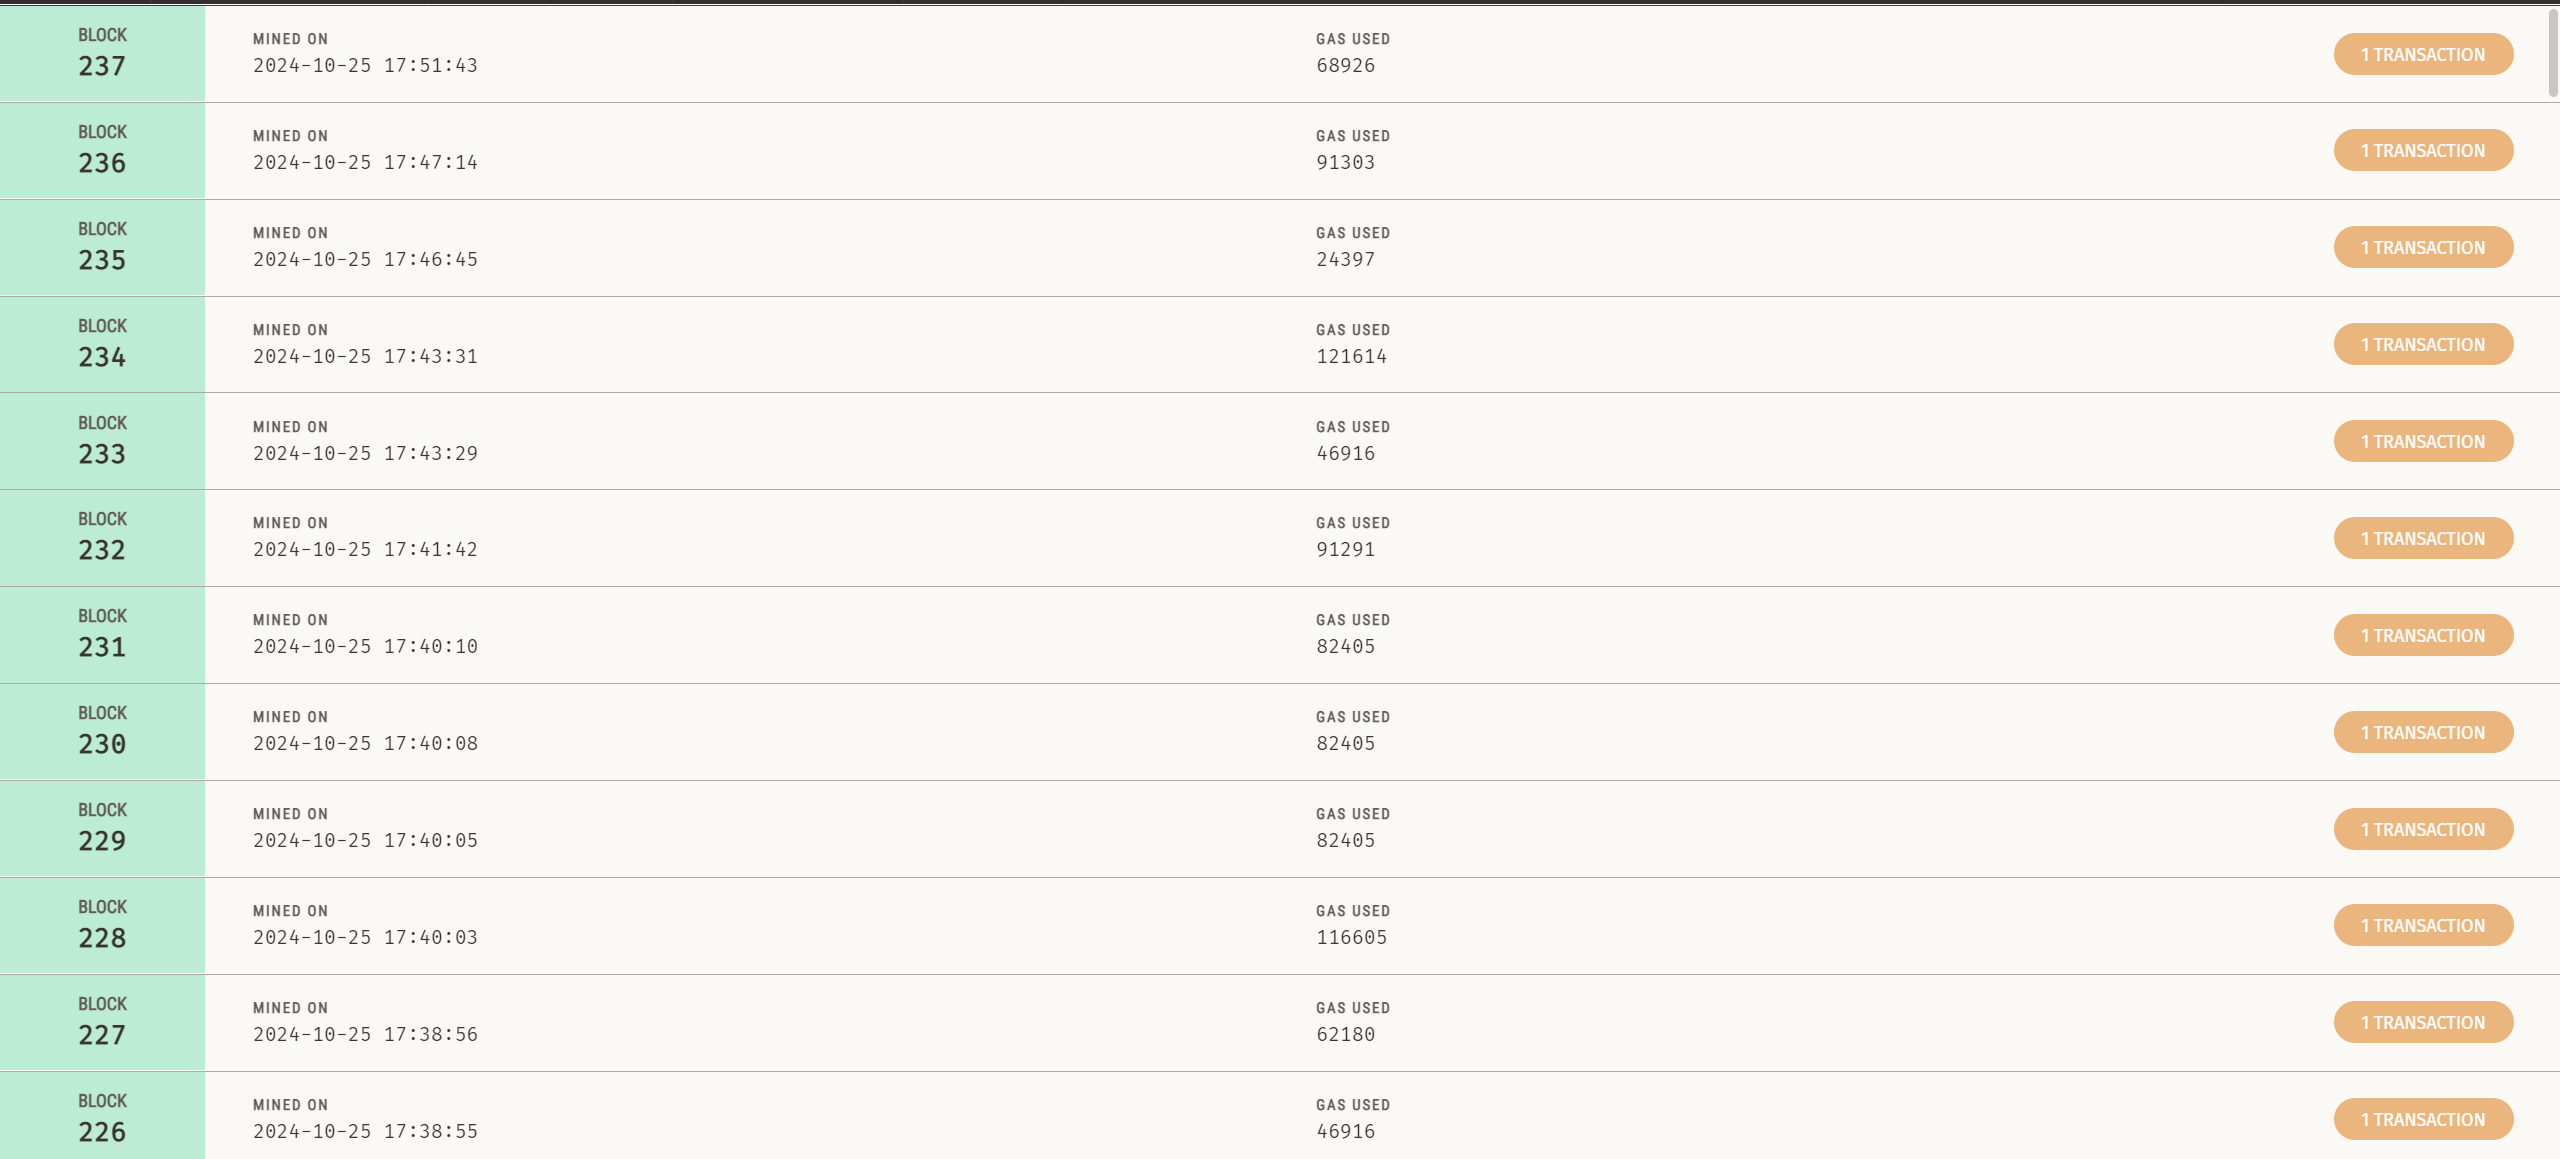 BLOCK
237
MINED ON
2024-10-25 17:51:43
GAS USED
68926
1 TRANSACTION
BLOCK
236
MINED ON
2024-10-25 17:47:14
GAS USED
91303
1 TRANSACTION
BLOCK
235
MINED ON
2024-10-25 17:46:45
GAS USED
24397
1 TRANSACTION
BLOCK
234
MINED ON
2024-10-25 17:43:31
GAS USED
121614
1 TRANSACTION
BLOCK
233
MINED ON
2024-10-25 17:43:29
GAS USED
46916
1 TRANSACTION
BLOCK
232
MINED ON
2024-10-25 17:41:42
GAS USED
91291
1 TRANSACTION
BLOCK
231
MINED ON
2024-10-25 17:40:10
GAS USED
82405
1 TRANSACTION
BLOCK
230
MINED ON
2024-10-25 17:40:08
GAS USED
82405
1 TRANSACTION
BLOCK
229
MINED ON
2024-10-25 17:40:05
GAS USED
82405
1 TRANSACTION
BLOCK
228
MINED ON
2024-10-25 17:40:03
GAS USED
116605
1 TRANSACTION
BLOCK
227
MINED ON
2024-10-25 17:38:56
GAS USED
62180
1 TRANSACTION
BLOCK
226
MINED ON
2024-10-25 17:38:55
GAS USED
46916
1 TRANSACTION